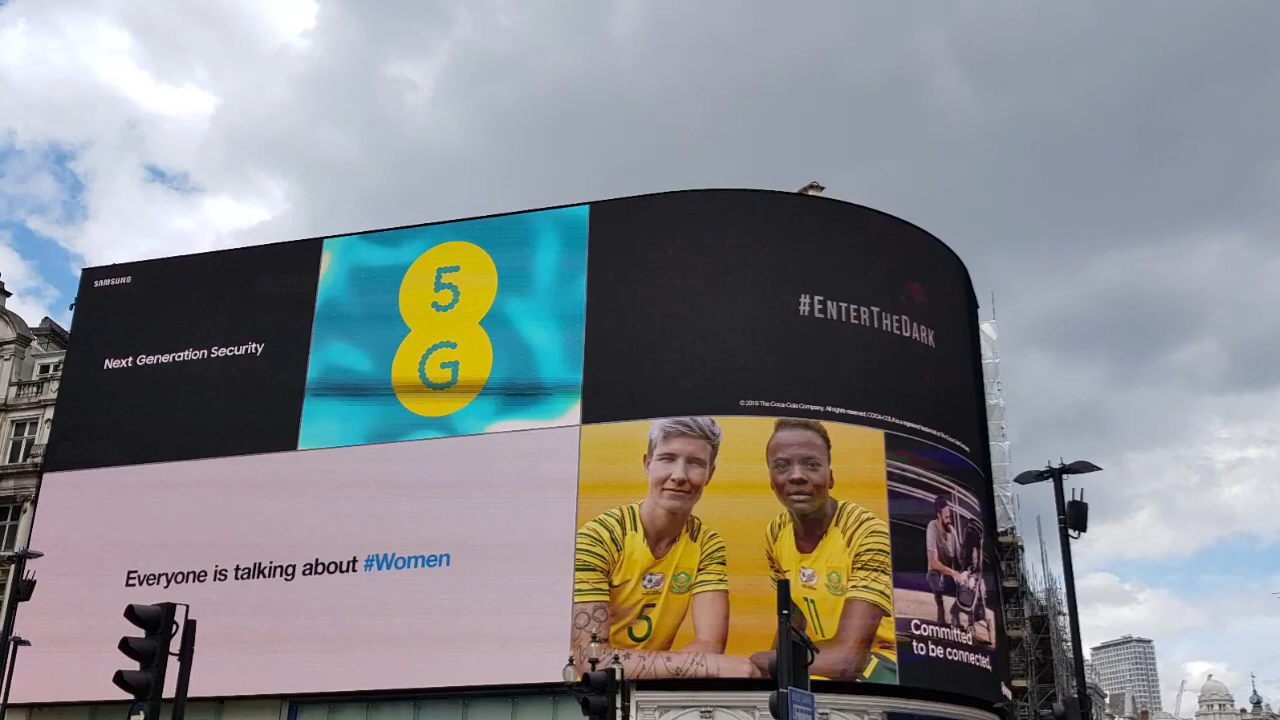 SAMSUNG
Next Generation Security
5
G
#ENTERTHEDARK
Everyone is talking about #Women
5
11
Committed
to be connected.